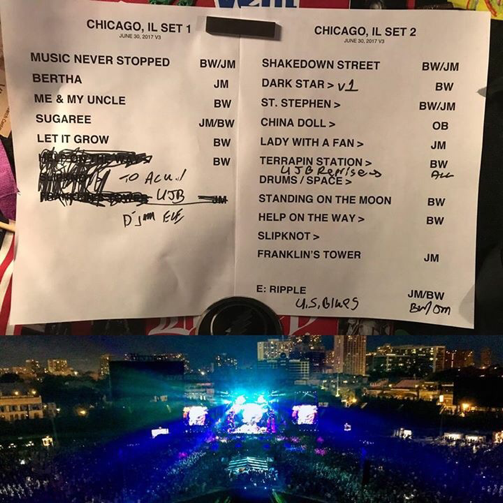 CHICAGO, IL SET 1
JUNE 30, 2017 V3
MUSIC NEVER STOPPED BW/JM
BERTHA JM
ME & MY UNCLE BW
SUGAREE JM/BW
LET IT GROW BW
BW
TO ACU.!
UJB JM
CHICAGO, IL SET 2
JUNE 30, 2017 V3
SHAKEDOWN STREET BW/JM
DARK STAR > V1 BW
ST. STEPHEN > BW/JM
CHINA DOLL > OB
LADY WITH A FAN > JM
TERRAPIN STATION > BW
UJB Reprise ALL
DRUMS / SPACE >
STANDING ON THE MOON BW
HELP ON THE WAY > BW
SLIPKNOT >
FRANKLIN'S TOWER JM
E: RIPPLE JM/BW
U.S. Blues BW/JM